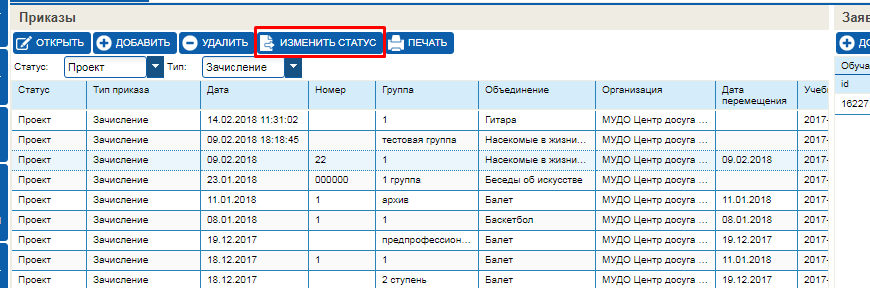 Приказы
Заяв
ОТКРЫТЬ ДОБАВИТЬ УДАЛИТЬ ИЗМЕНИТЬ СТАТУС ПЕЧАТЬ
Статус: Проект Тип: Зачисление
Обуча
Статус Тип приказа Дата Номер Группа Объединение Организация Дата перемещения Учеб
id
Проект Зачисление 14.02.2018 11:31:02 1 Гитара МУДО Центр досуга ... 2017-
16227
Проект Зачисление 09.02.2018 18:18:45 тестовая группа Насекомые в жизни... МУДО Центр досуга ... 2017-
Проект Зачисление 09.02.2018 22 1 Насекомые в жизни... МУДО Центр досуга ... 09.02.2018 2017-
Проект Зачисление 23.01.2018 000000 1 группа Беседы об искусстве МУДО Центр досуга ... 2017-
Проект Зачисление 11.01.2018 1 архив Балет МУДО Центр досуга ... 11.01.2018 2017-
Проект Зачисление 08.01.2018 1 1 Баскетбол МУДО Центр досуга ... 08.01.2018 2017-
Проект Зачисление 19.12.2017 предпрофессион... Балет МУДО Центр досуга ... 19.12.2017 2017-
Проект Зачисление 18.12.2017 1 1 Балет МУДО Центр досуга ... 11.01.2018 2017-
Проект Зачисление 18.12.2017 2 ступень Балет МУДО Центр досуга ... 19.12.2017 2017-